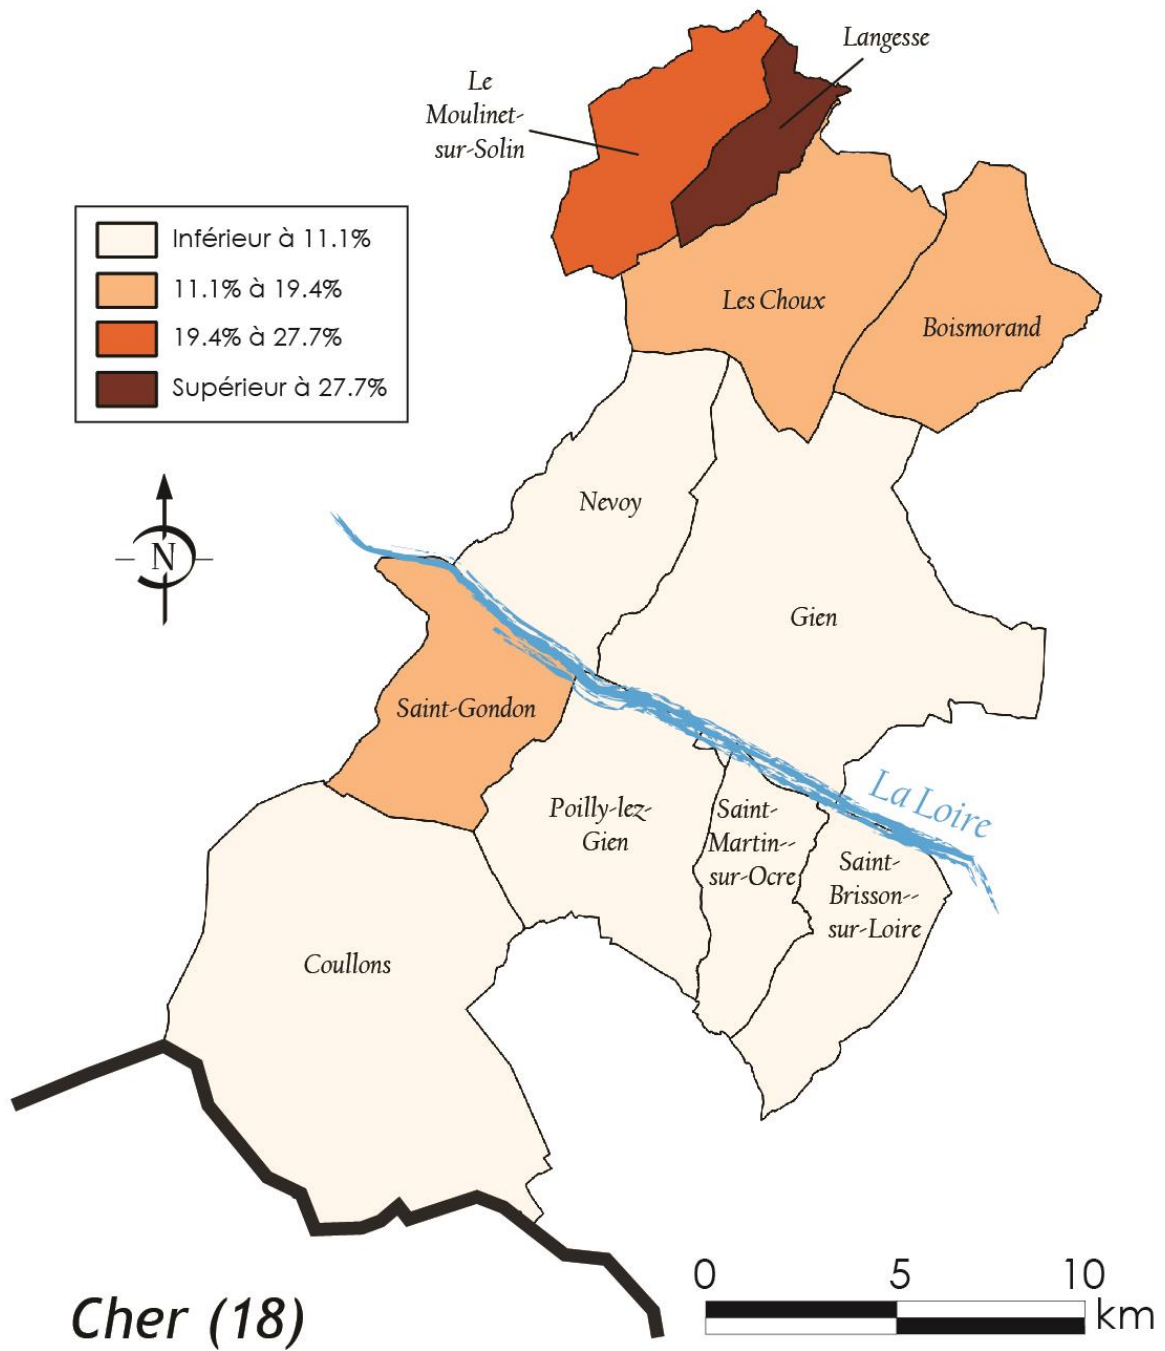 Langesse
Le
Moulinet-
sur-Solin
Inférieur à 11.1%
11.1% à 19.4%
19.4% à 27.7%
Supérieur à 27.7%
Les Choux
Boismorand
Nevoy
N
Gien
Saint-Gondon
La Loire
Poilly-lez-
Gien
Saint-
Martin--
sur-Ocre
Saint-
Brisson--
sur-Loire
Coullons
0 5 10
km
Cher (18)